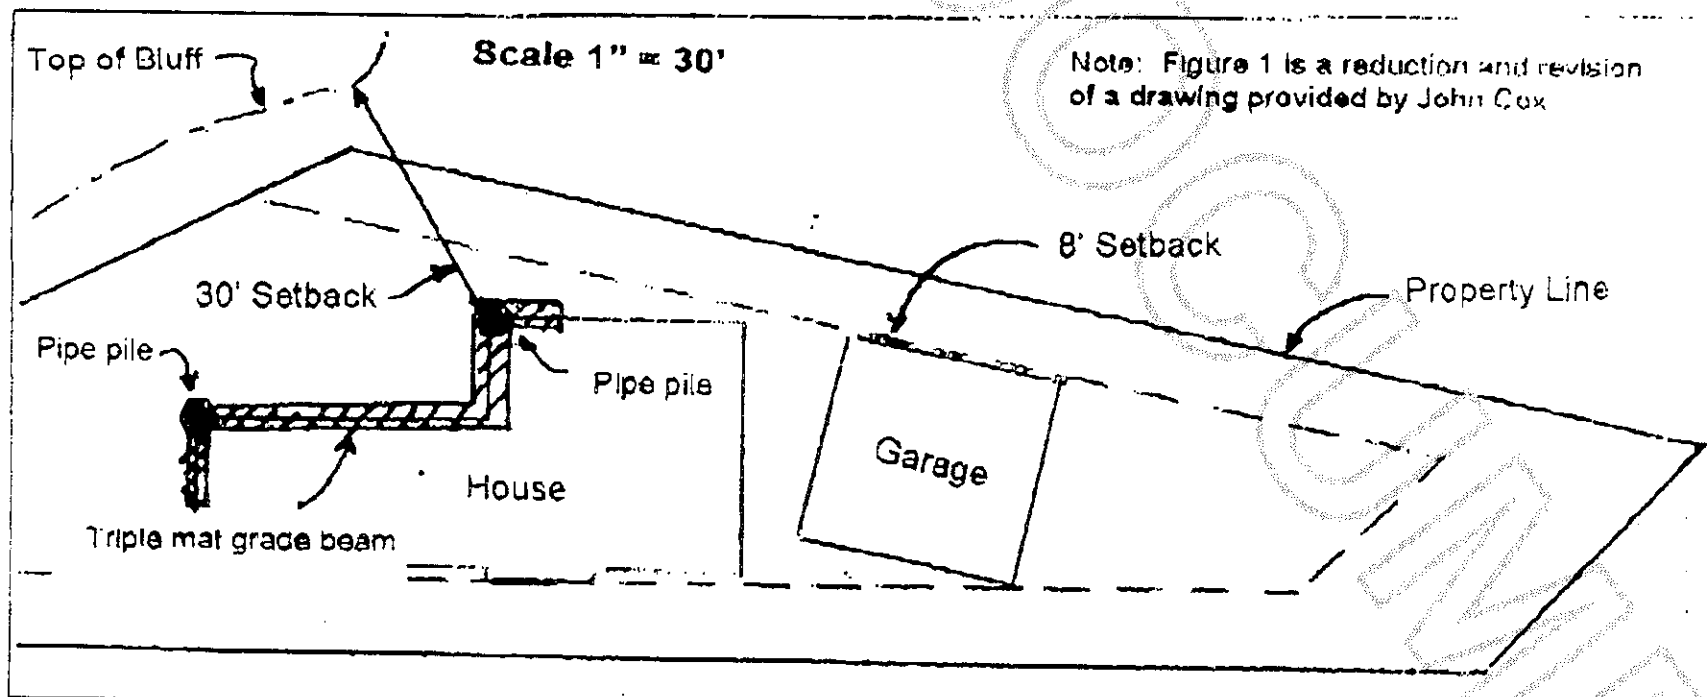 Top of Bluff
Scale 1" = 30'
Note: Figure 1 is a reduction and revision
of a drawing provided by John Cox
8' Setback
30' Setback
Property Line
Pipe pile
Pipe pile
Garage
House
Triple mat grade beam